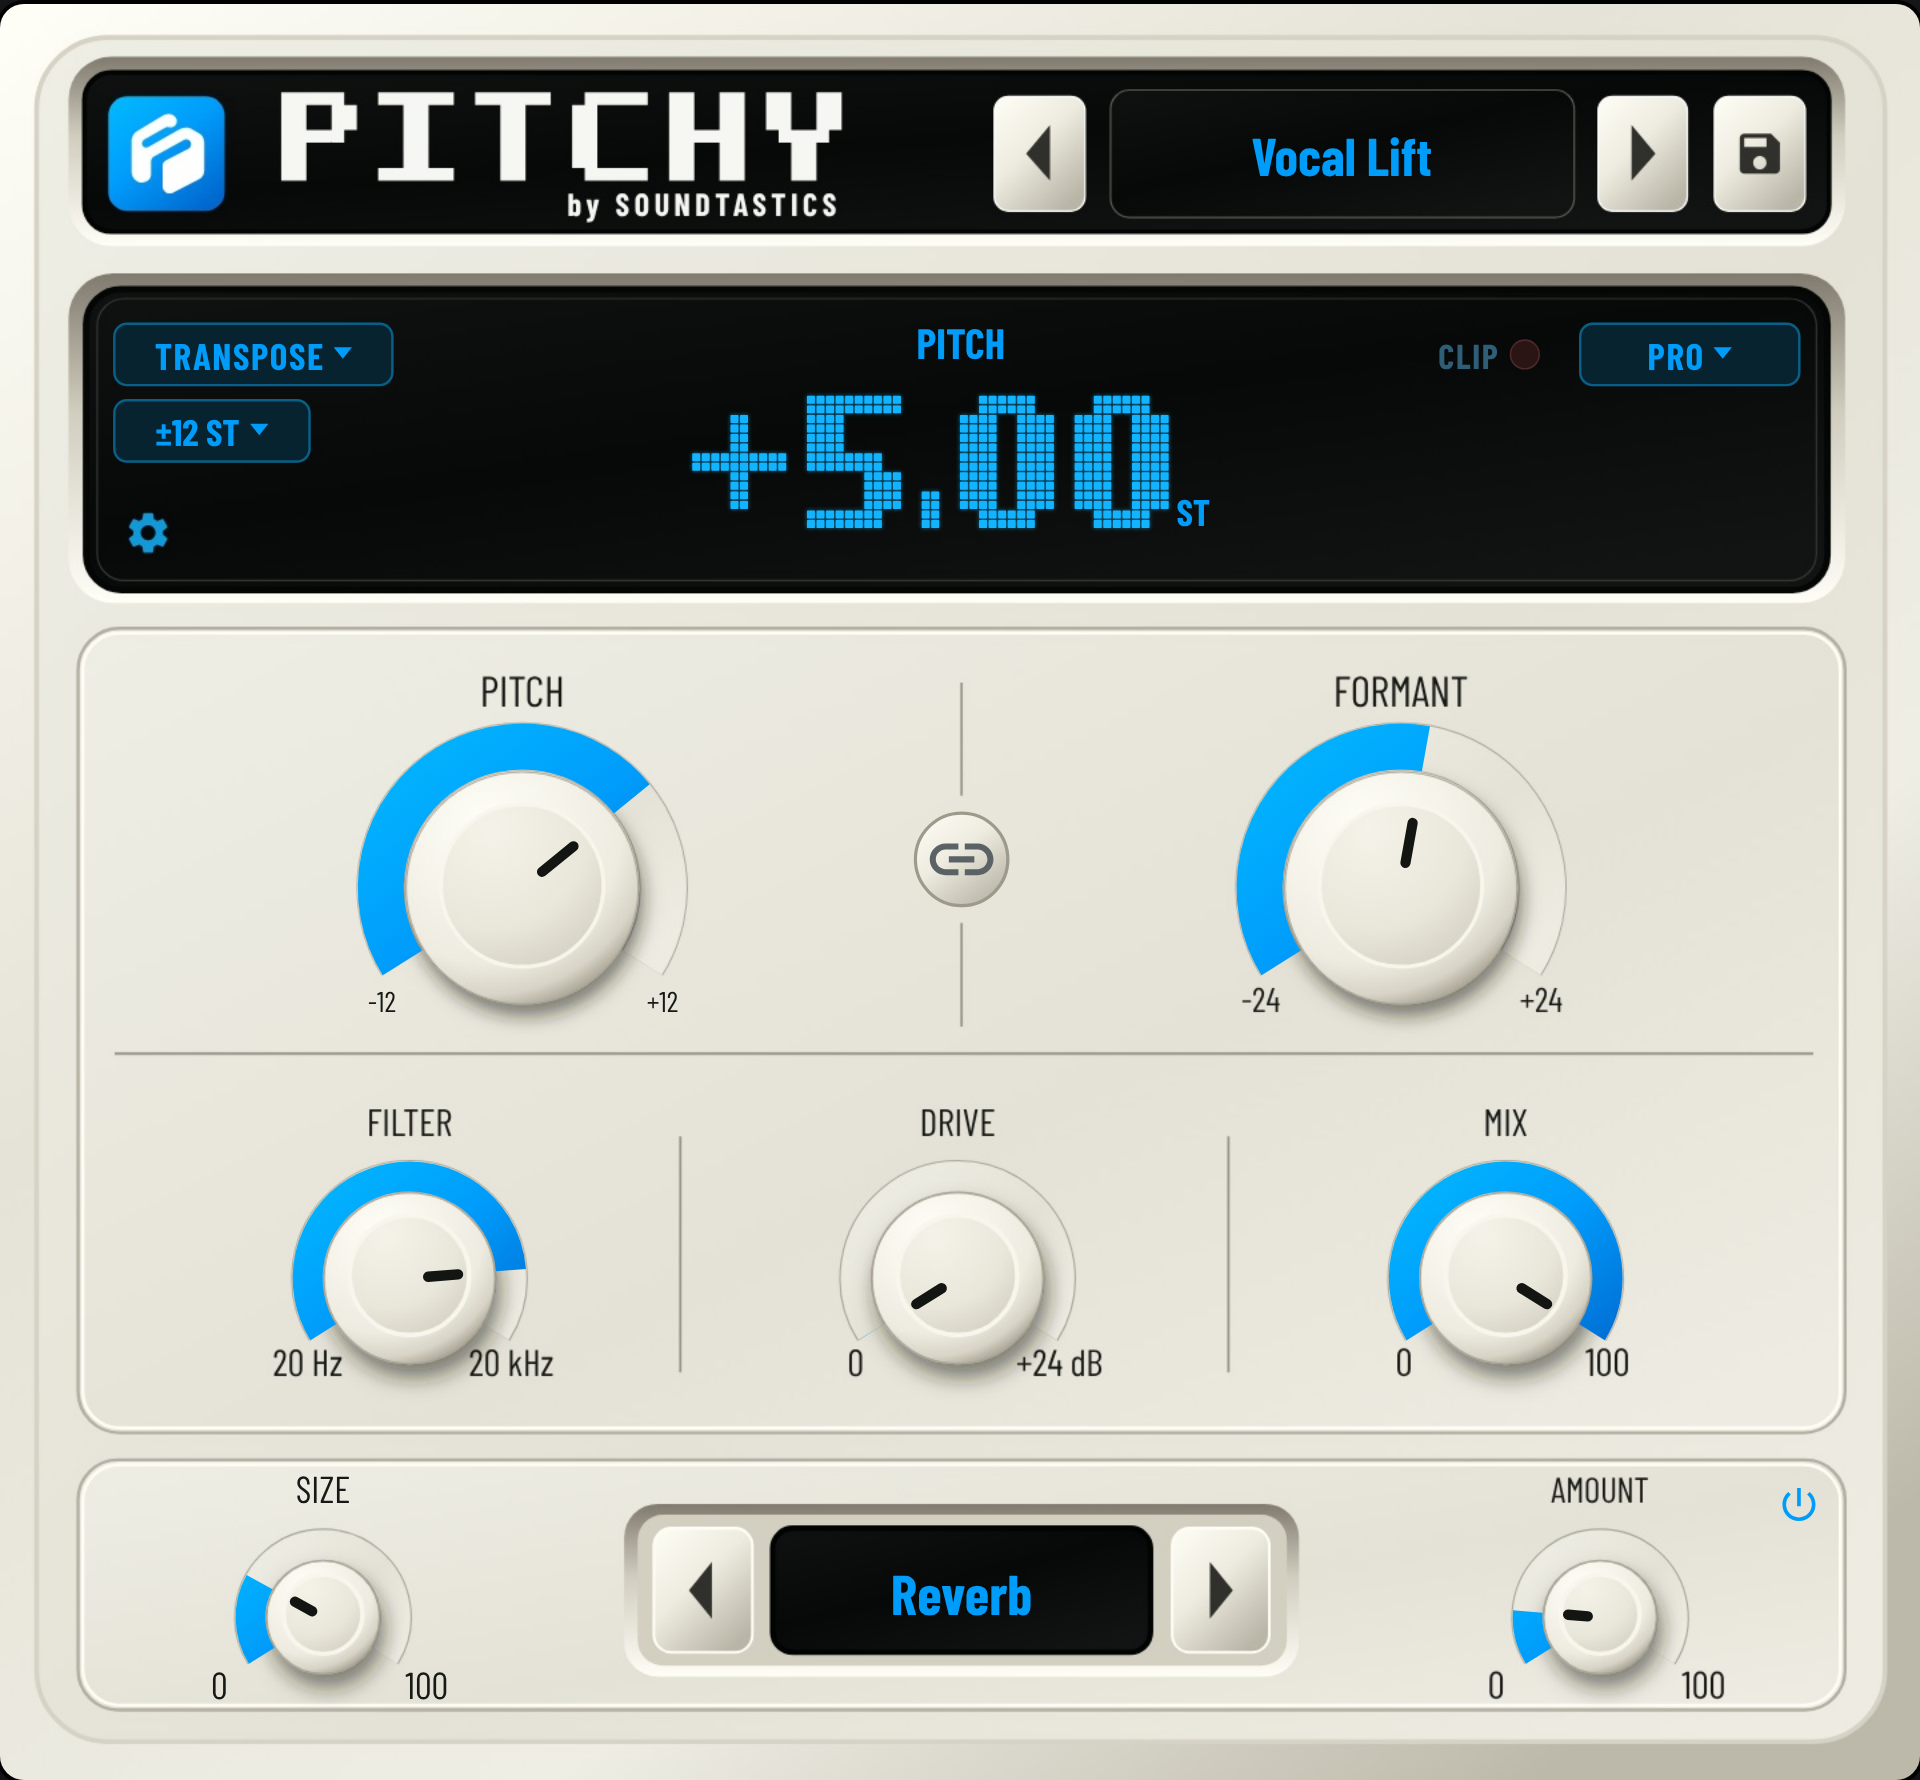 PITCHY
by SOUNDTASTICS
Vocal Lift
TRANSPOSE
PITCH
CLIP
PRO
±12 ST
+5.00 ST
PITCH
FORMANT
-12
+12
-24
+24
FILTER
DRIVE
MIX
20 Hz
20 kHz
0
+24 dB
0
100
SIZE
AMOUNT
Reverb
0
100
0
100